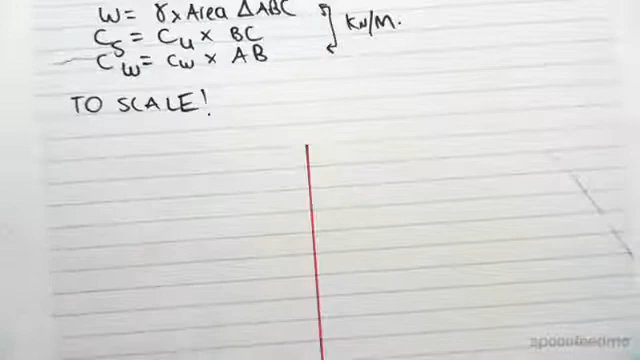 W = γ x Area ΔABC
Cs = Cu x BC
Cw = cw x AB
KN/M.
TO SCALE!
spoonfeedme